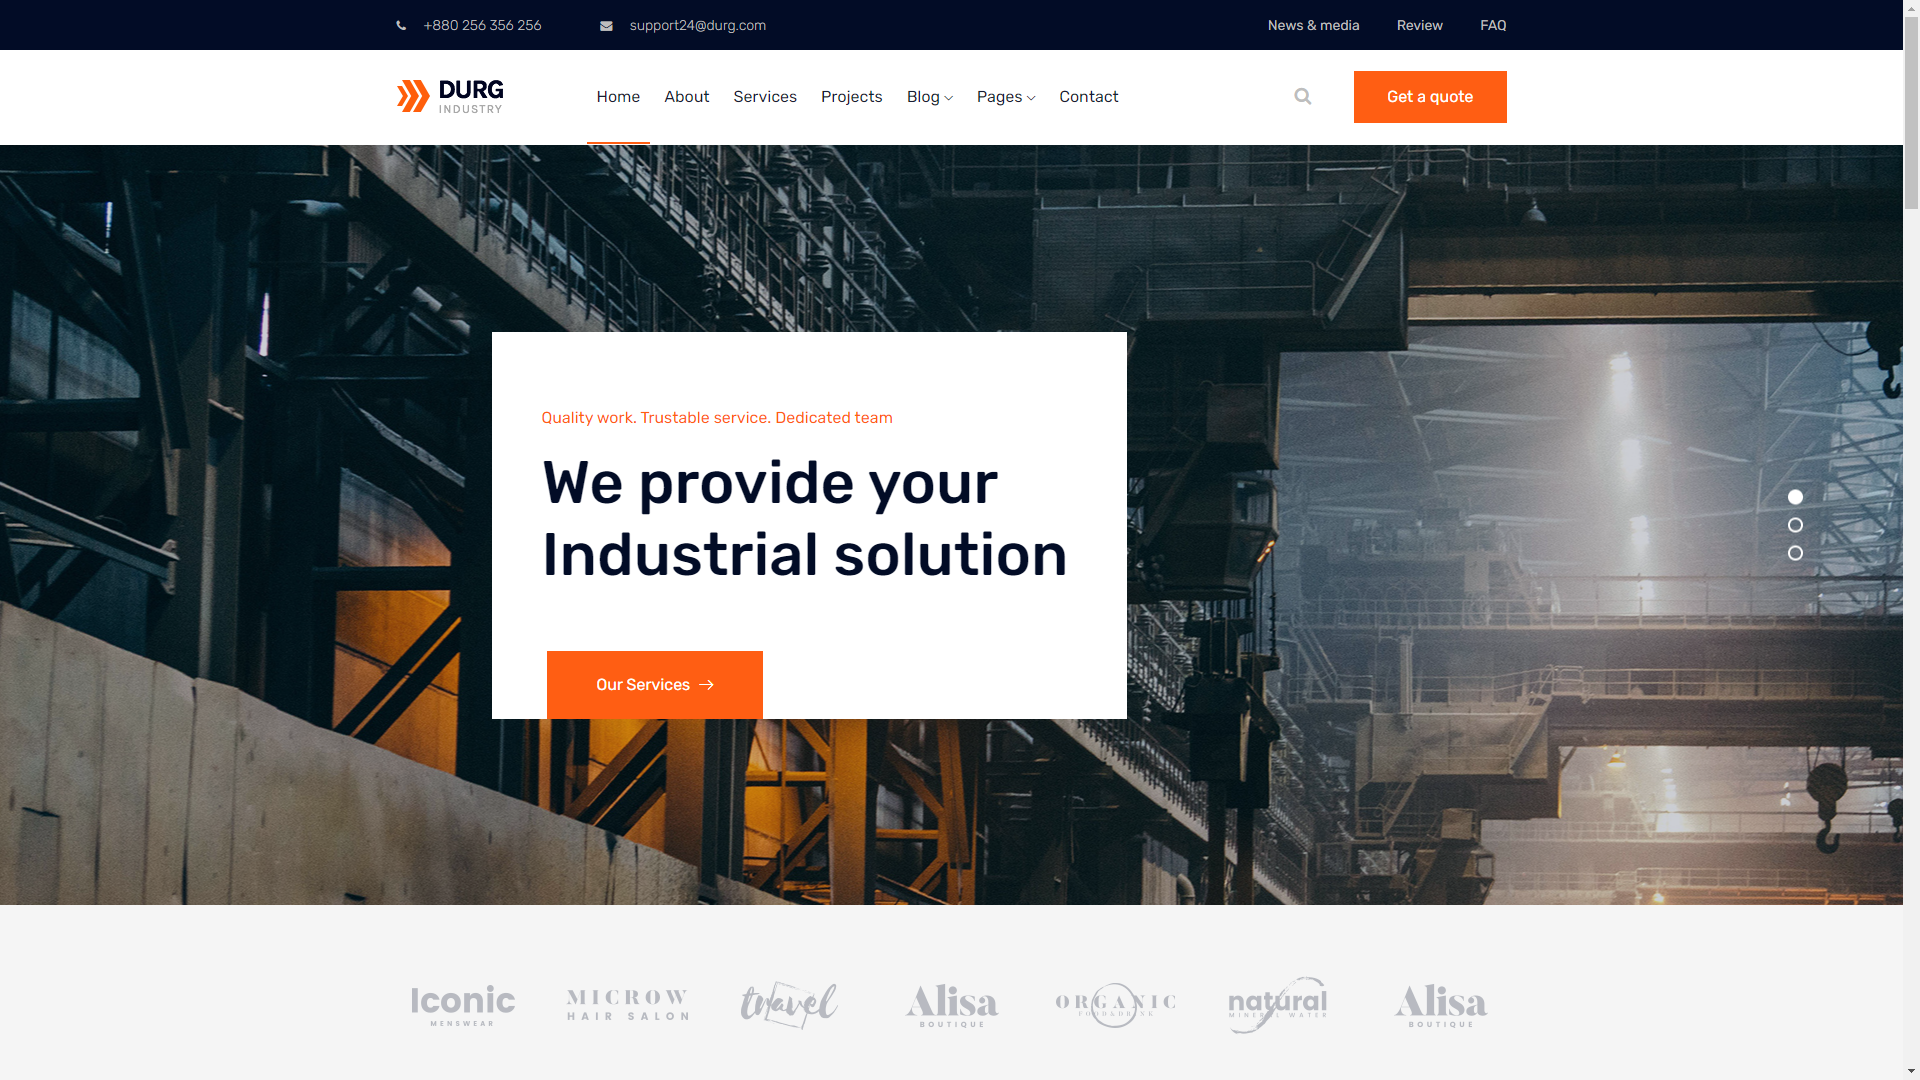 +880 256 356 256
support24@durg.com
News & media
Review
FAQ
DURG
INDUSTRY
Home
About
Services
Projects
Blog
Pages
Contact
Get a quote
Quality work. Trustable service. Dedicated team
We provide your
Industrial solution
Our Services
Iconic
MENSWEAR
MICROW
HAIR SALON
travel
Alisa
BOUTIQUE
ORGANIC
FOOD&DRINK
natural
MINERAL WATER
Alisa
BOUTIQUE